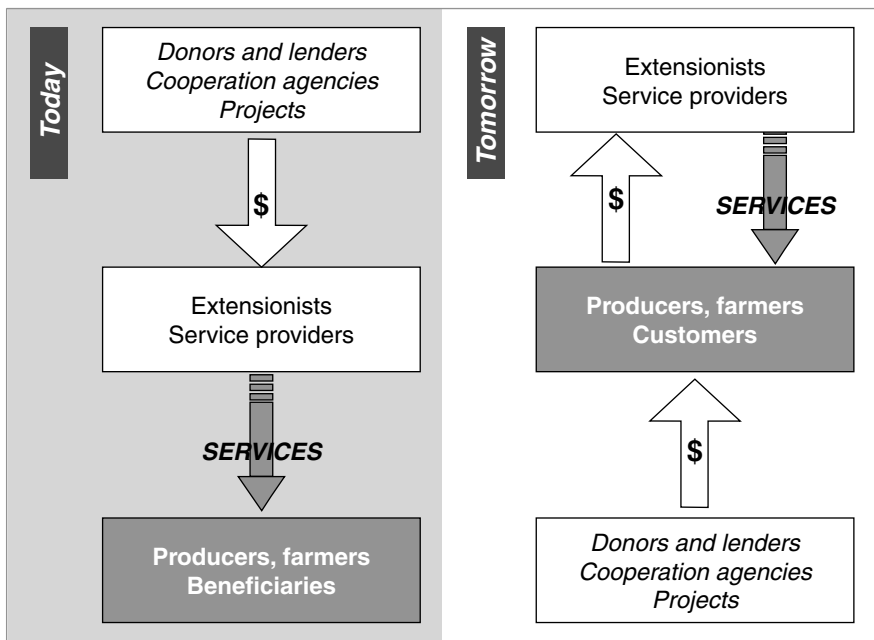 Today
Donors and lenders
Cooperation agencies
Projects
$
Extensionists
Service providers
SERVICES
Producers, farmers
Beneficiaries
Tomorrow
Extensionists
Service providers
$
SERVICES
Producers, farmers
Customers
$
Donors and lenders
Cooperation agencies
Projects